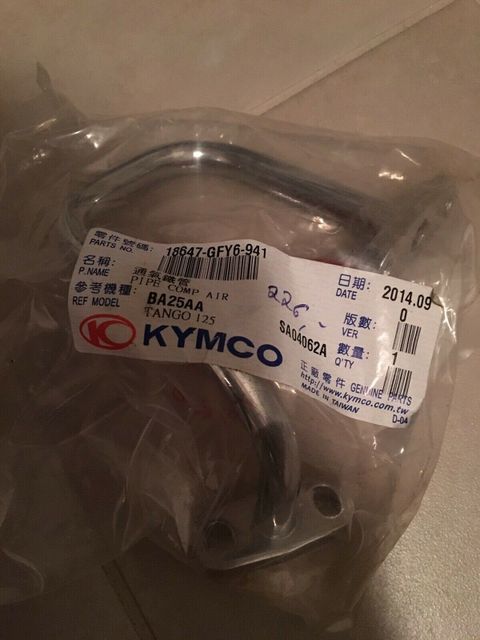 零件號碼:
PARTS NO.
18647-GFY6-941
名稱:
P.NAME
通氣鐵管
PIPE COMP AIR
參考機種:
REF MODEL
BA25AA
TANGO 125
KYMCO
226,-
SA04062A
日期:
DATE
2014.09
版數:
VER
0
數量:
Q'TY
1
正廠零件 GENUINE PARTS
http://www.kymco.com.tw
MADE IN TAIWAN
D-04